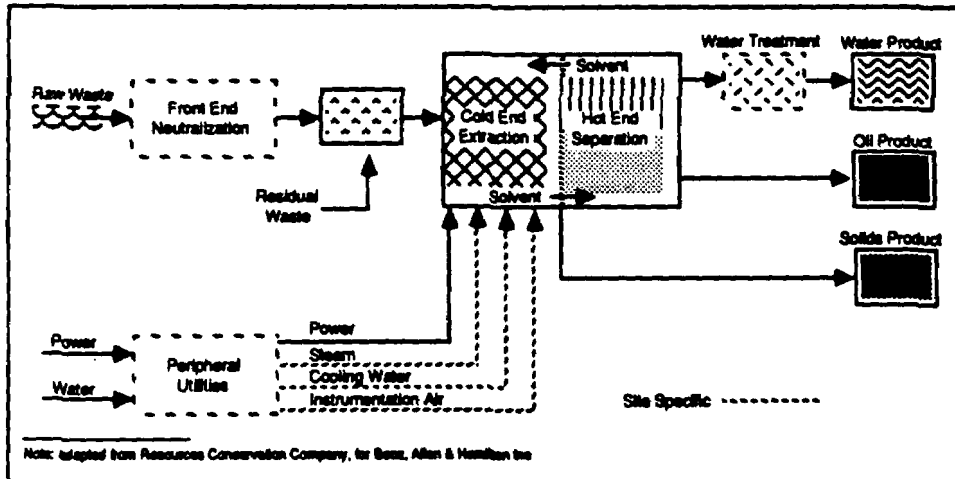 Raw Waste
Front End
Neutralization
Residual
Waste
Solvent
Cold End
Extraction
Hot End
Separation
Solvent
Water Treatment
Water Product
Oil Product
Solids Product
Power
Water
Peripheral
Utilities
Power
Steam
Cooling Water
Instrumentation Air
Site Specific
Note: adapted from Resources Conservation Company, for Booz, Allen & Hamilton Inc